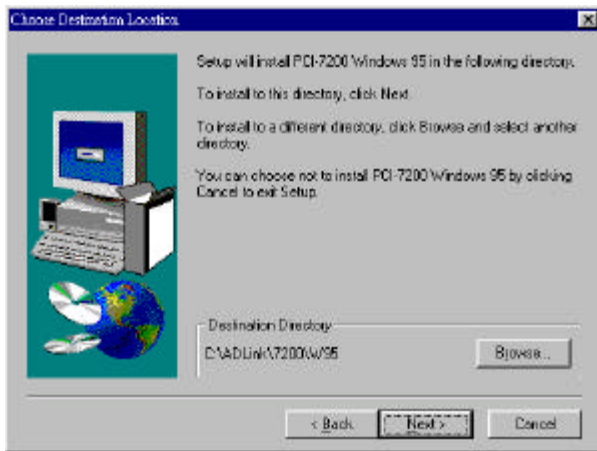 Choose Destination Location
Setup will install PCI-7200 Windows 95 in the following directory.
To install to this directory, click Next.
To install to a different directory, click Browse and select another
directory.
You can choose not to install PCI-7200 Windows 95 by clicking
Cancel to exit Setup.
Destination Directory
C:\ADLink\7200\W95
Browse...
< Back
Next >
Cancel